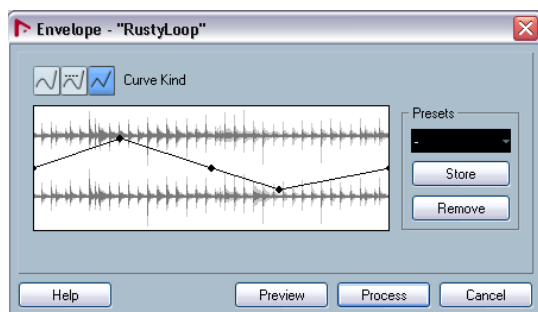 Envelope - "RustyLoop"
Curve Kind
Presets
-
Store
Remove
Help
Preview
Process
Cancel